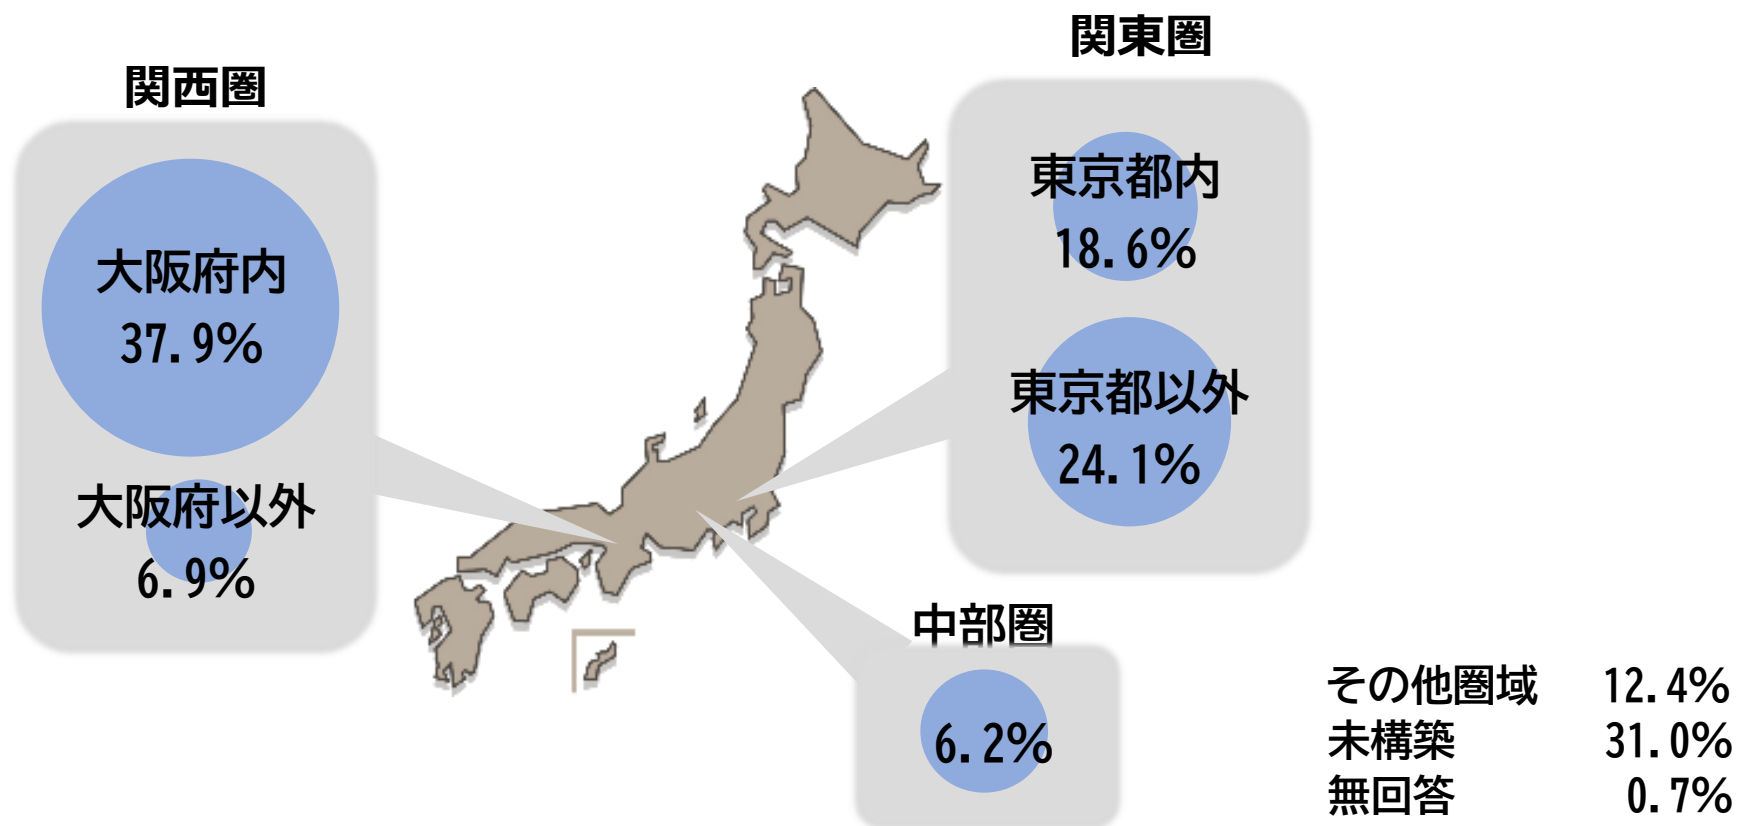 関西圏
大阪府内
37.9%
大阪府以外
6.9%
関東圏
東京都内
18.6%
東京都以外
24.1%
中部圏
6.2%
その他圏域 12.4%
未構築 31.0%
無回答 0.7%